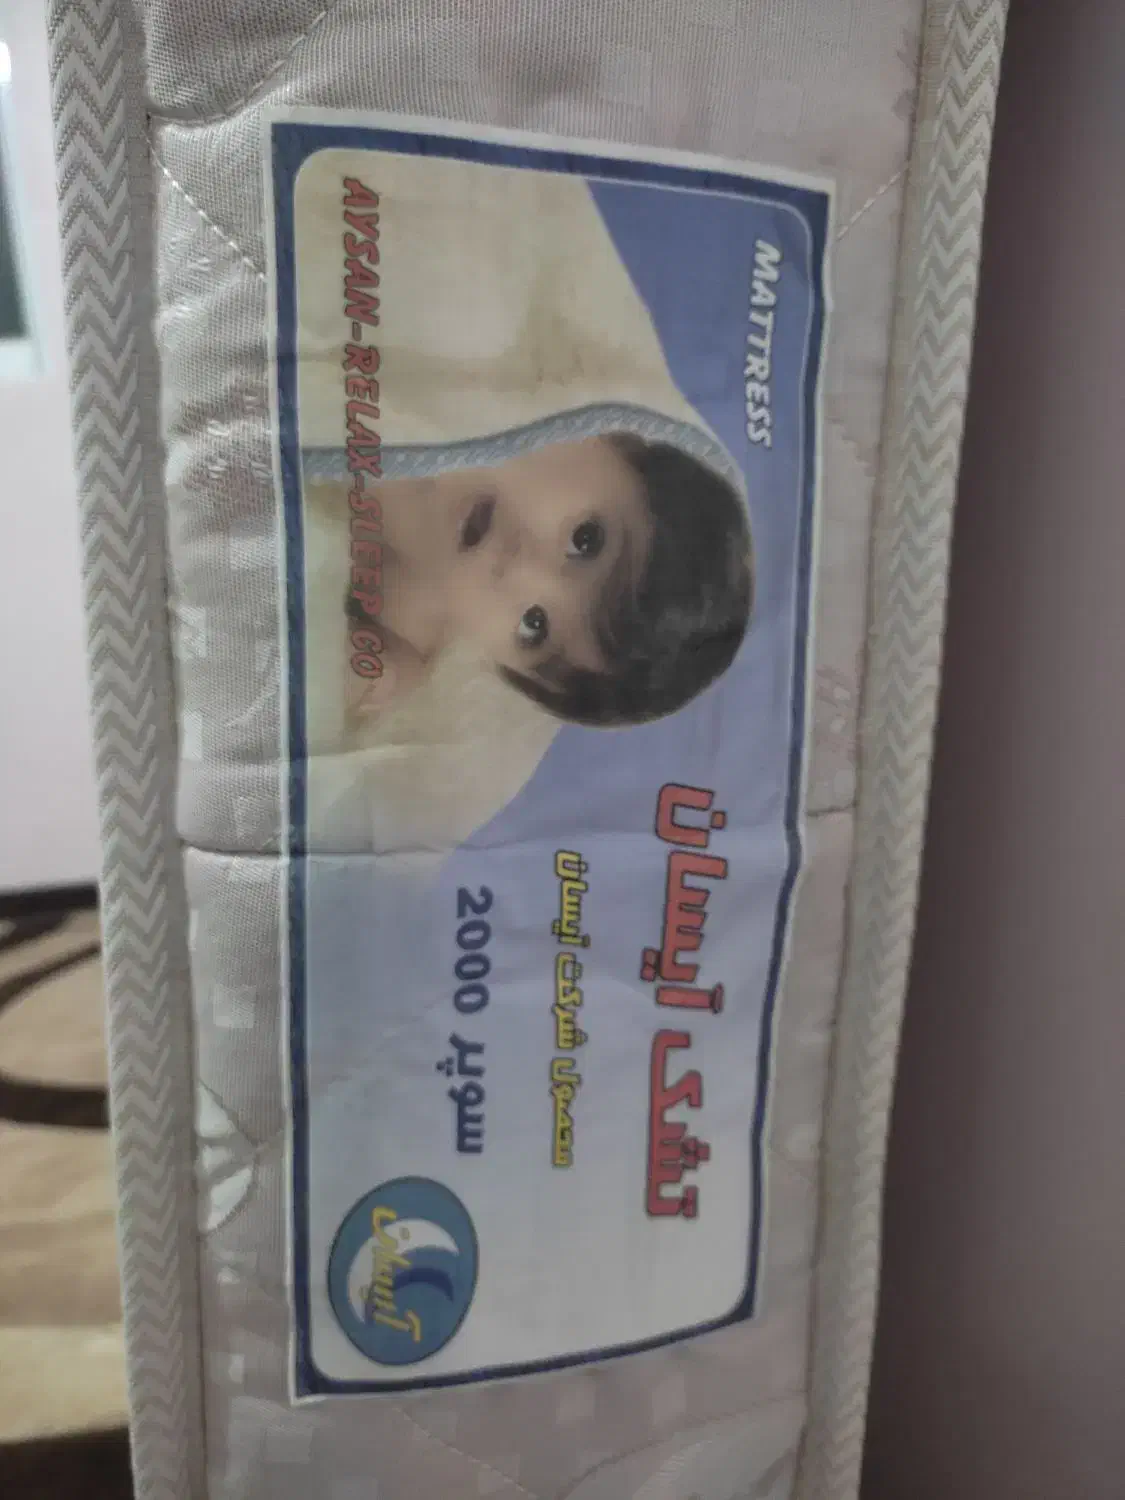 MATTRESS
تشک آیسان
محصول شرکت آیسان
سوپر 2000
آیسان
AYSAN-RELAX-SLEEP CO